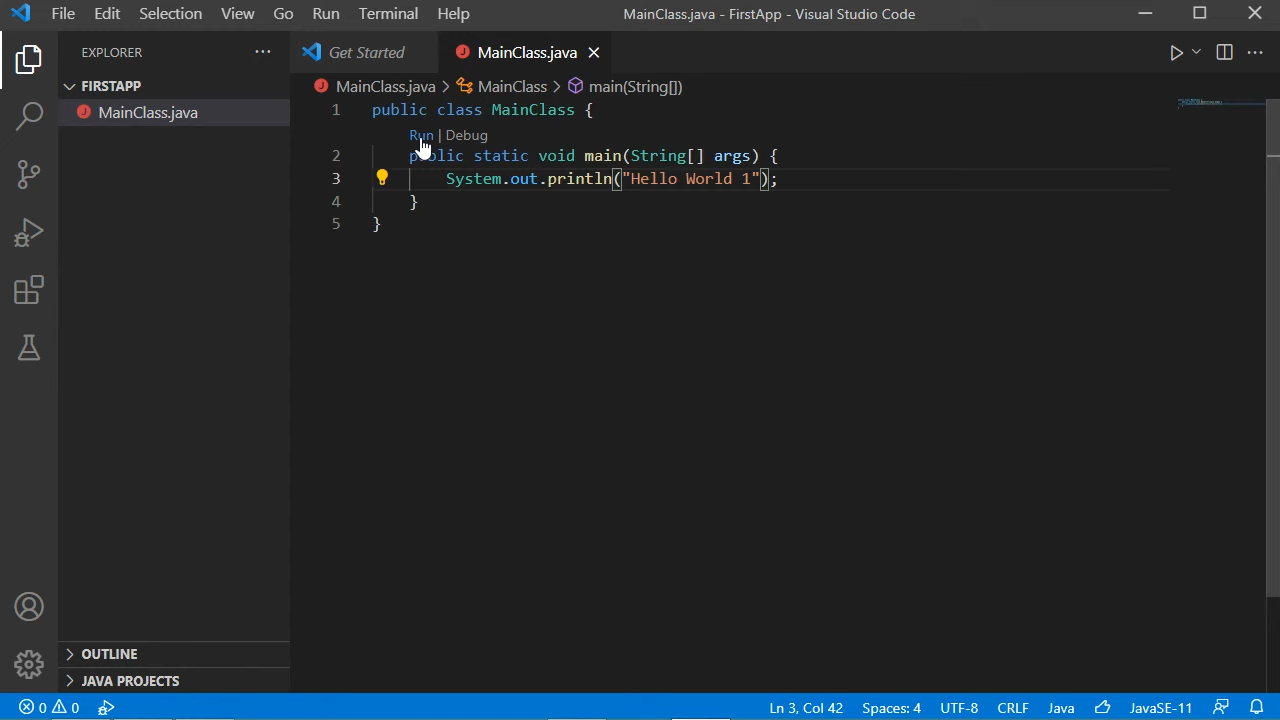 File Edit Selection View Go Run Terminal Help MainClass.java - FirstApp - Visual Studio Code
EXPLORER
FIRSTAPP
MainClass.java
OUTLINE
JAVA PROJECTS
Get Started MainClass.java
MainClass.java > MainClass > main(String[])
1 public class MainClass {
Run | Debug
2 public static void main(String[] args) {
3 System.out.println("Hello World 1");
4 }
5 }
0 0 Ln 3, Col 42 Spaces: 4 UTF-8 CRLF Java JavaSE-11